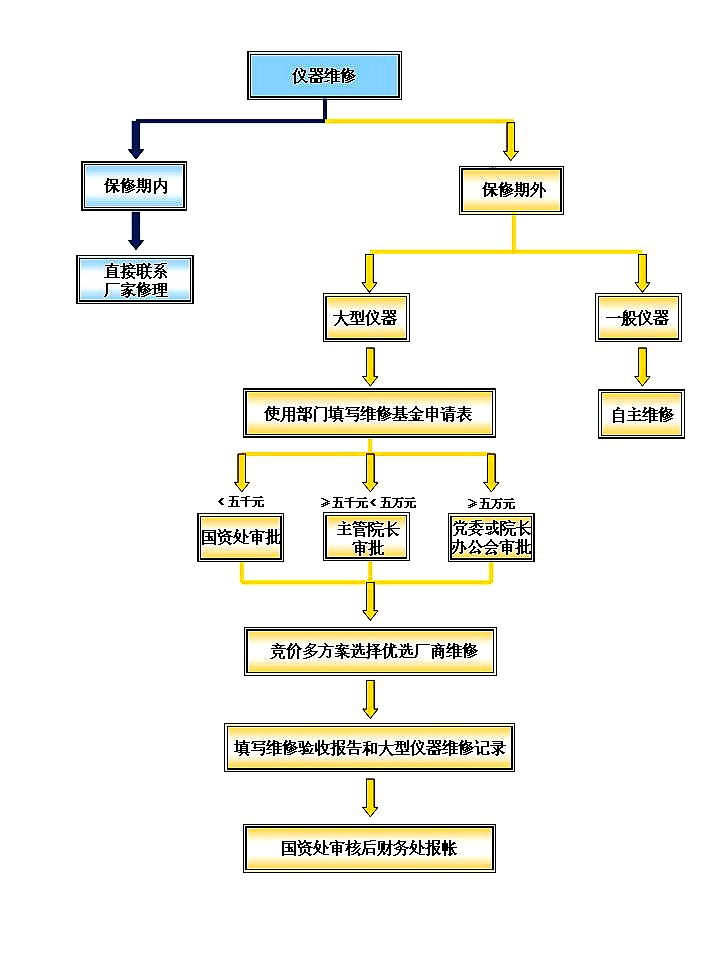 仪器维修
保修期内
保修期外
直接联系
厂家修理
大型仪器
一般仪器
使用部门填写维修基金申请表
自主维修
＜五千元
≥五千元＜五万元
≥五万元
国资处审批
主管院长
审批
党委或院长
办公会审批
竞价多方案选择优选厂商维修
填写维修验收报告和大型仪器维修记录
国资处审核后财务处报帐